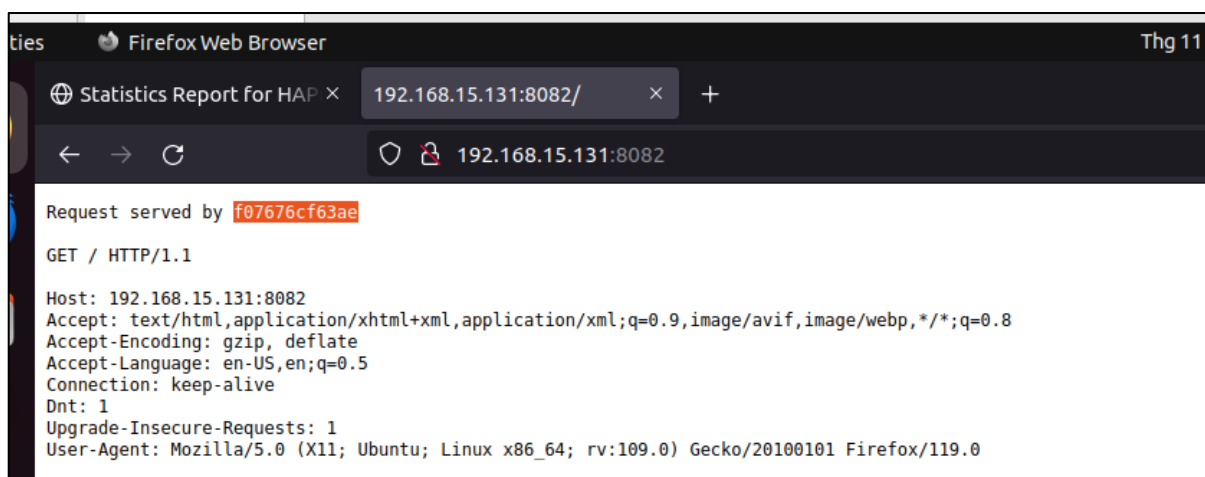 ties Firefox Web Browser Thg 11
Statistics Report for HAP 192.168.15.131:8082/
192.168.15.131:8082
Request served by f07676cf63ae
GET / HTTP/1.1
Host: 192.168.15.131:8082
Accept: text/html,application/xhtml+xml,application/xml;q=0.9,image/avif,image/webp,*/*;q=0.8
Accept-Encoding: gzip, deflate
Accept-Language: en-US,en;q=0.5
Connection: keep-alive
Dnt: 1
Upgrade-Insecure-Requests: 1
User-Agent: Mozilla/5.0 (X11; Ubuntu; Linux x86_64; rv:109.0) Gecko/20100101 Firefox/119.0